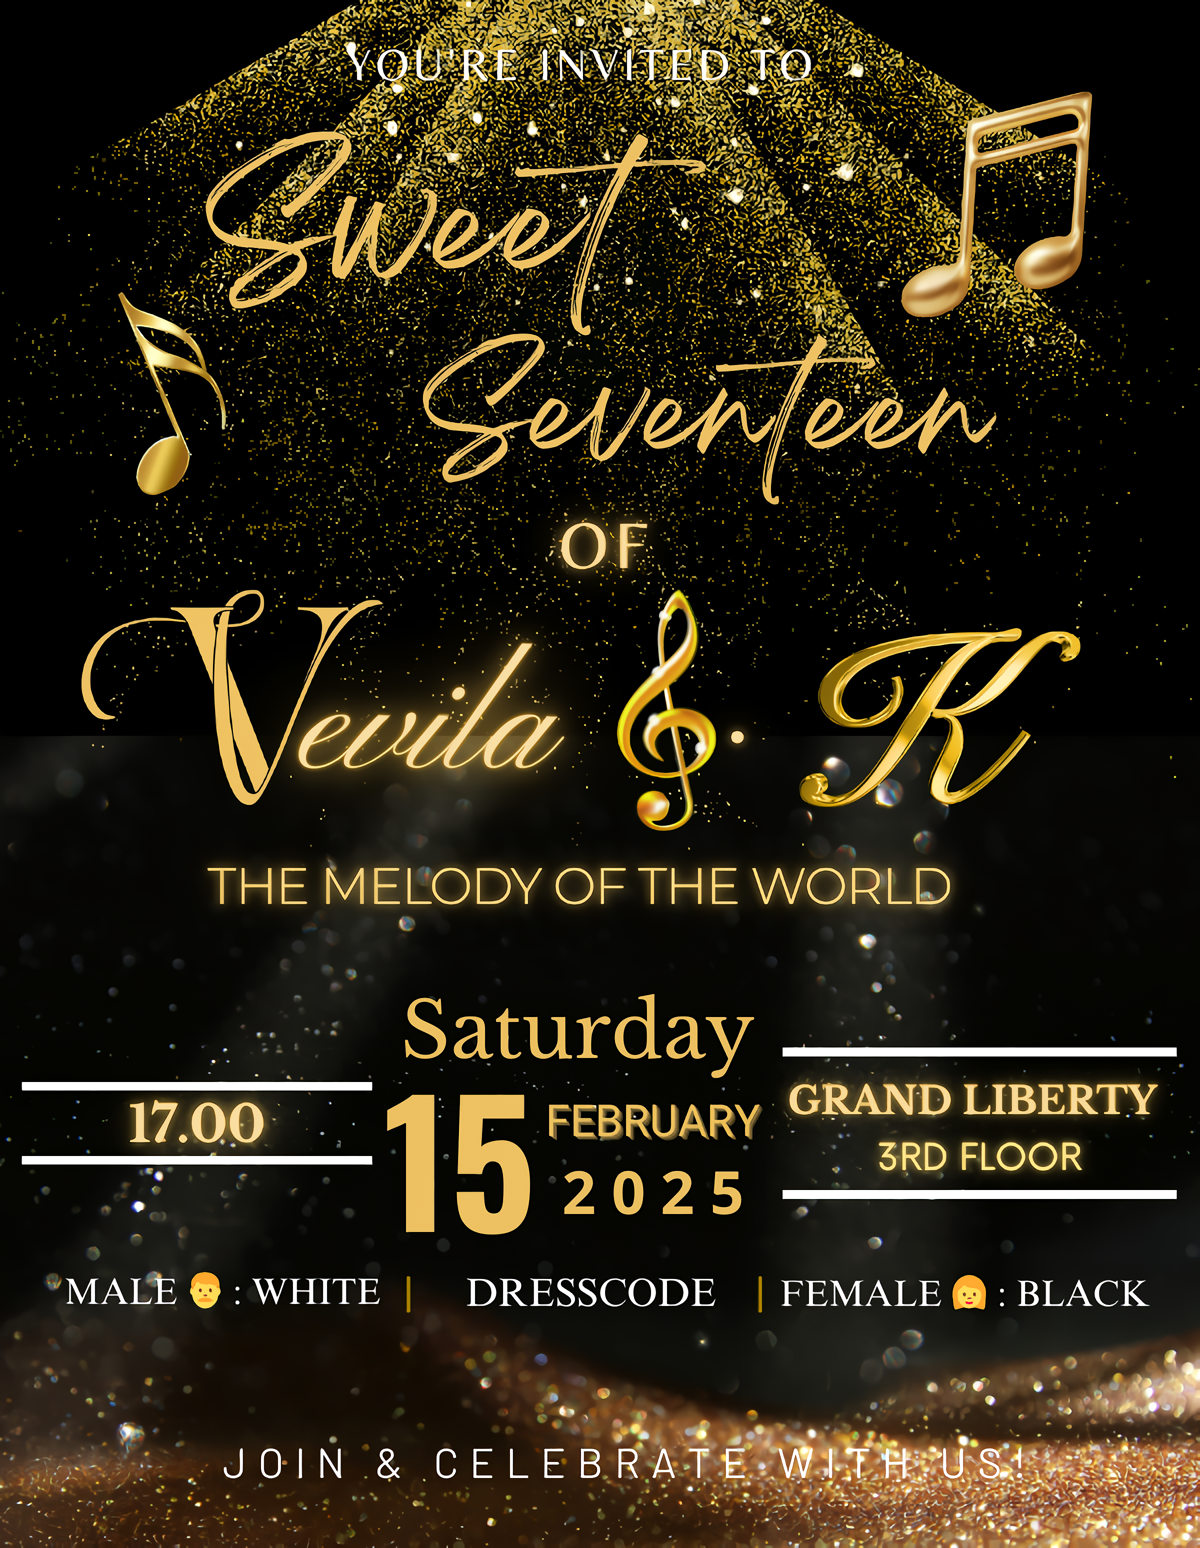 YOU'RE INVITED TO
Sweet
Seventeen
OF
Vevila . K
THE MELODY OF THE WORLD
Saturday
17.00
15 FEBRUARY
2025
GRAND LIBERTY
3RD FLOOR
MALE 👨 : WHITE | DRESSCODE | FEMALE 👩 : BLACK
JOIN & CELEBRATE WITH US!